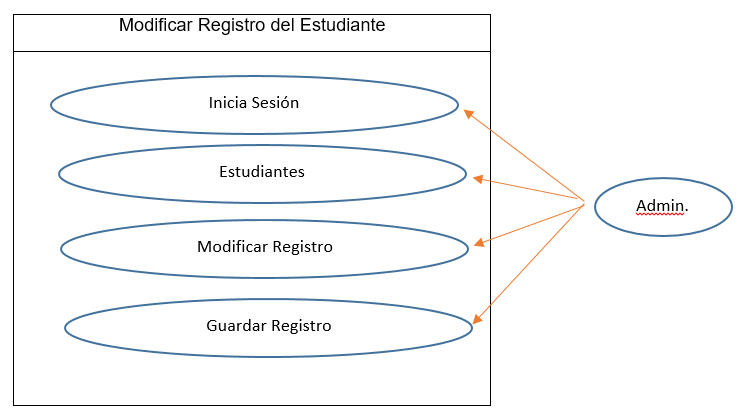 Modificar Registro del Estudiante
Inicia Sesión
Estudiantes
Admin.
Modificar Registro
Guardar Registro